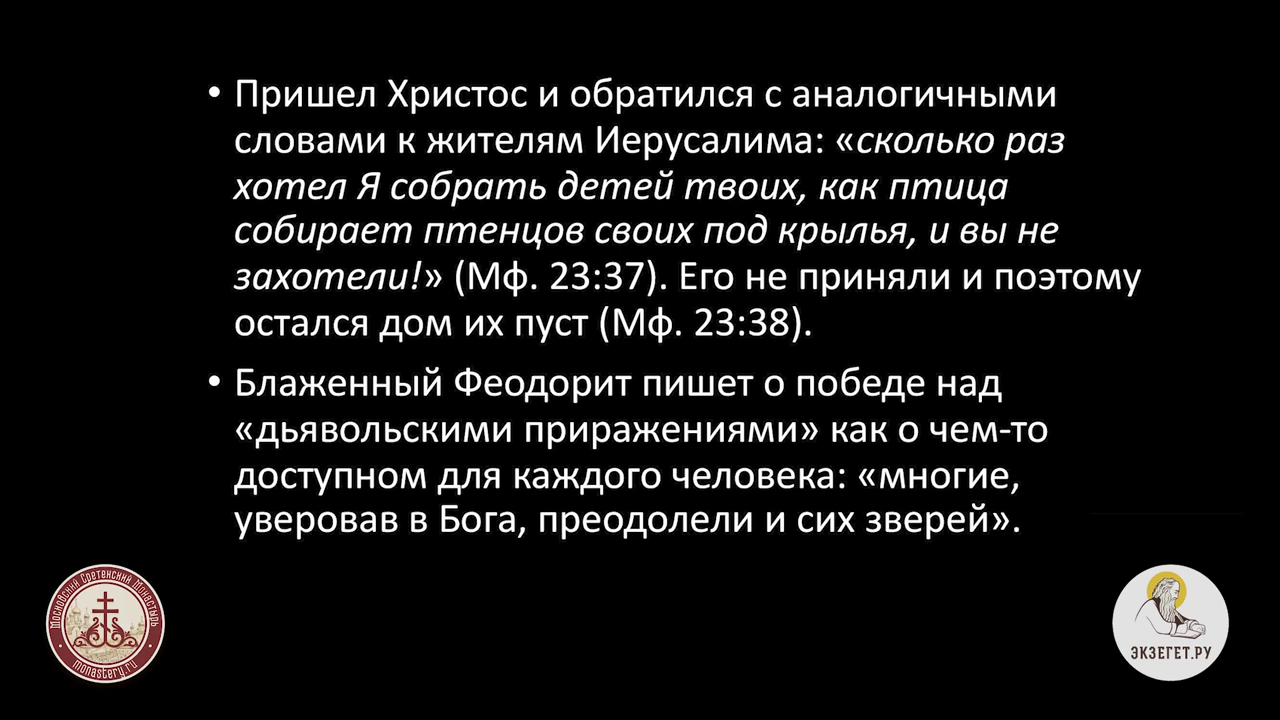 • Пришел Христос и обратился с аналогичными
словами к жителям Иерусалима: «сколько раз
хотел Я собрать детей твоих, как птица
собирает птенцов своих под крылья, и вы не
захотели!» (Мф. 23:37). Его не приняли и поэтому
остался дом их пуст (Мф. 23:38).
• Блаженный Феодорит пишет о победе над
«дьявольскими приражениями» как о чем-то
доступном для каждого человека: «многие,
уверовав в Бога, преодолели и сих зверей».
Московский Сретенский Монастырь
monastery.ru
ЭКЗЕГЕТ.РУ